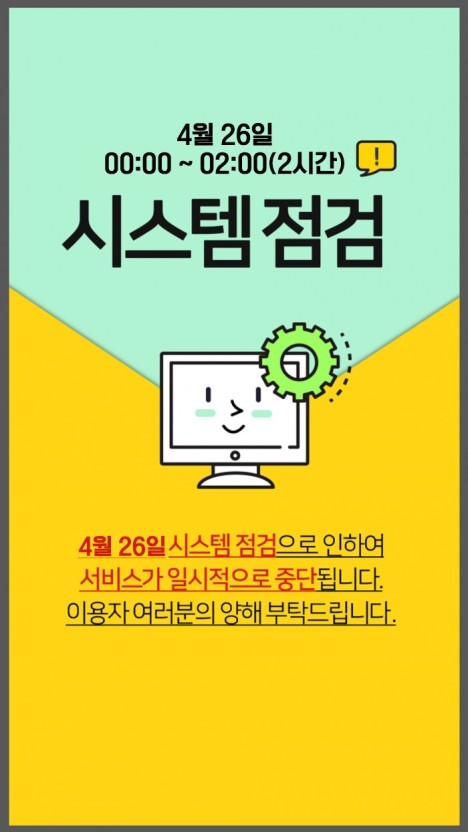 4월 26일
00:00 ~ 02:00(2시간)
!
시스템 점검
4월 26일 시스템 점검으로 인하여
서비스가 일시적으로 중단됩니다.
이용자 여러분의 양해 부탁드립니다.